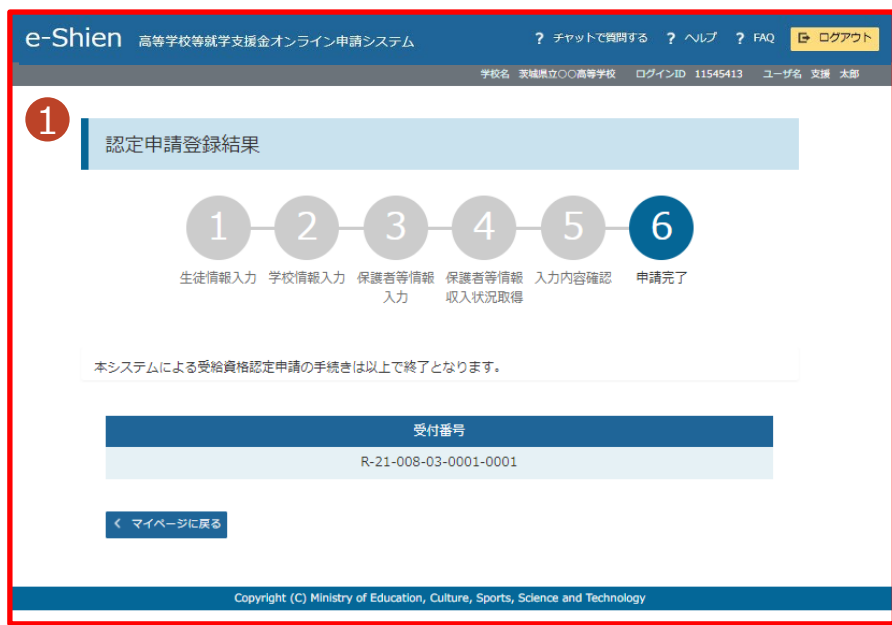 e-Shien 高等学校等就学支援金オンライン申請システム ? チャットで質問する ? ヘルプ ? FAQ ログアウト
学校名 茨城県立〇〇高等学校 ログインID 11545413 ユーザ名 支援 太郎
1
認定申請登録結果
1 2 3 4 5 6
生徒情報入力 学校情報入力 保護者等情報 保護者等情報 入力内容確認 申請完了
入力 収入状況取得
本システムによる受給資格認定申請の手続きは以上で終了となります。
受付番号
R-21-008-03-0001-0001
マイページに戻る
Copyright (C) Ministry of Education, Culture, Sports, Science and Technology